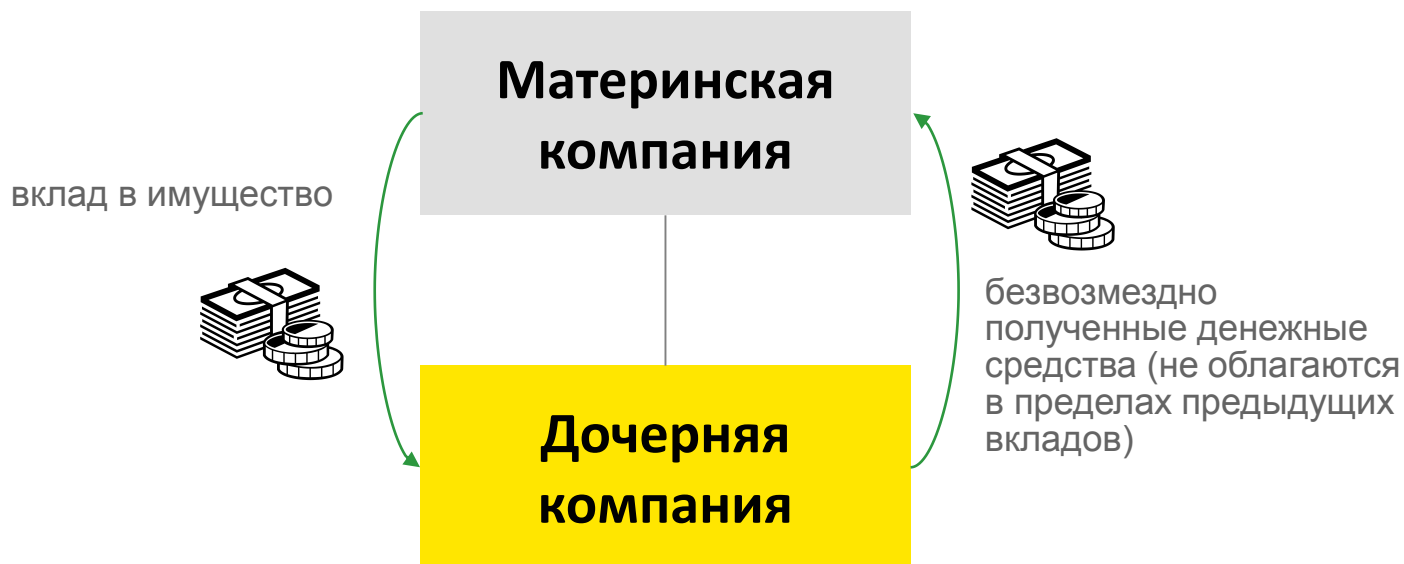 Материнская
компания
вклад в имущество
безвозмездно
полученные денежные
средства (не облагаются
в пределах предыдущих
вкладов)
Дочерняя
компания